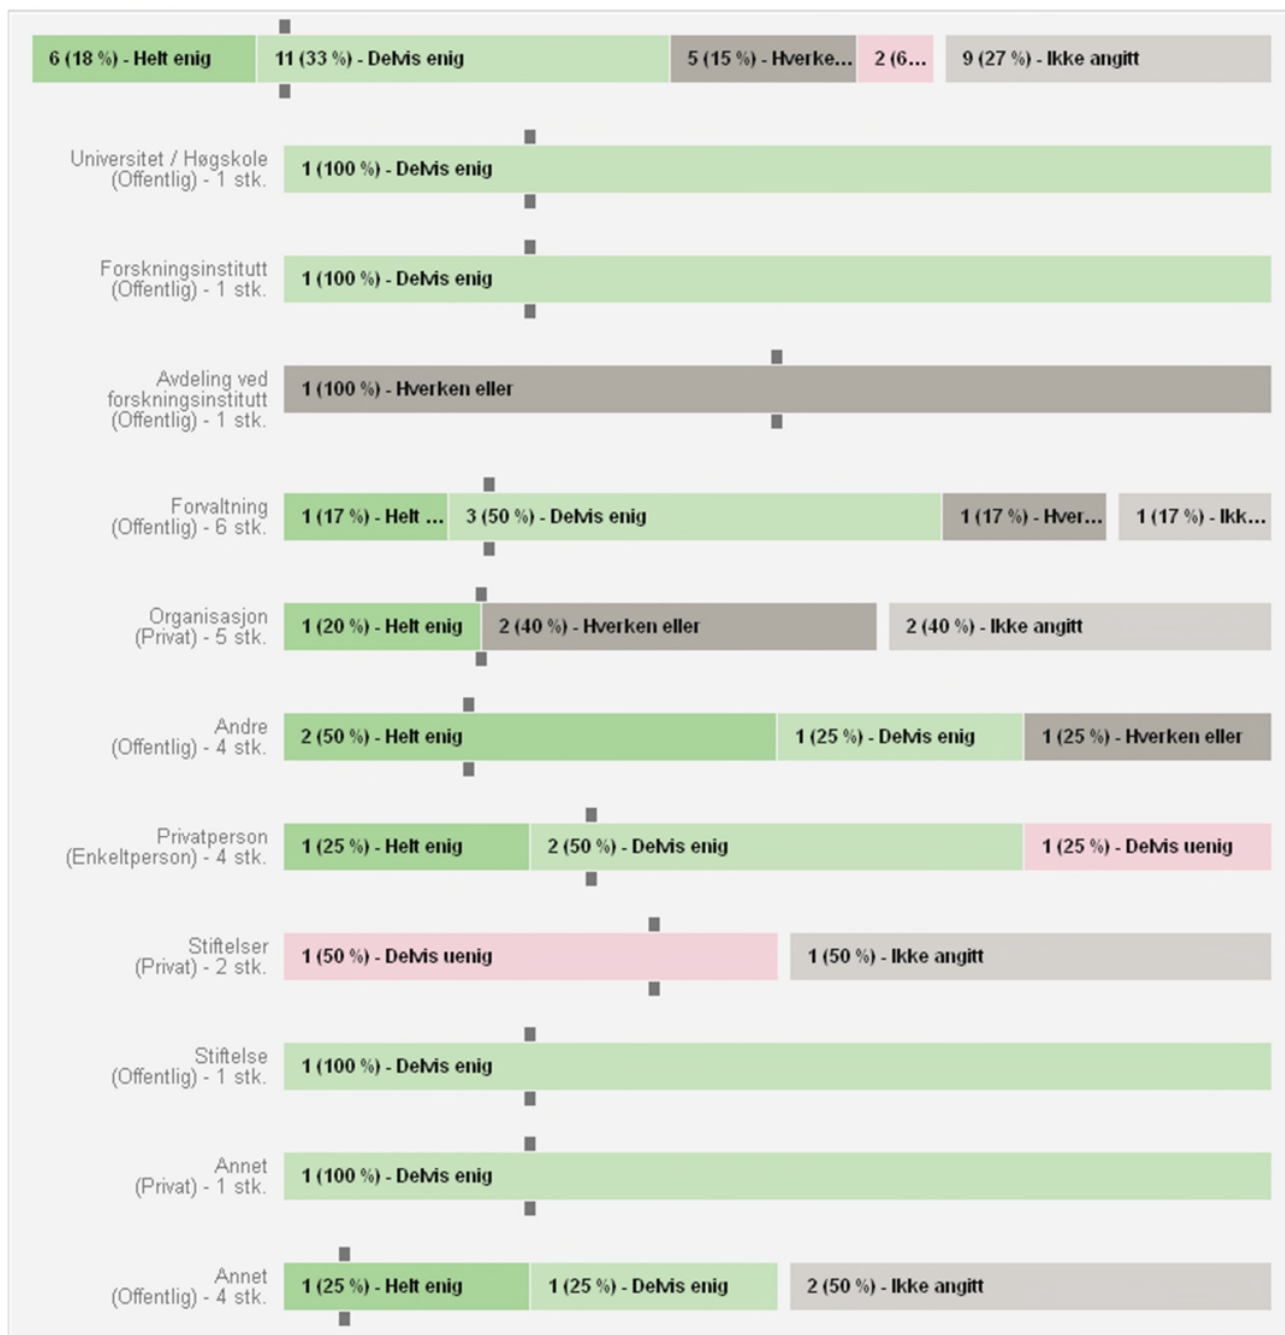 6 (18 %) - Helt enig 11 (33 %) - Delvis enig 5 (15 %) - Hverke... 2 (6... 9 (27 %) - Ikke angitt
Universitet / Høgskole
(Offentlig) - 1 stk.
1 (100 %) - Delvis enig
Forskningsinstitutt
(Offentlig) - 1 stk.
1 (100 %) - Delvis enig
Avdeling ved
forskningsinstitutt
(Offentlig) - 1 stk.
1 (100 %) - Hverken eller
Forvaltning
(Offentlig) - 6 stk.
1 (17 %) - Helt ... 3 (50 %) - Delvis enig 1 (17 %) - Hver... 1 (17 %) - Ikk...
Organisasjon
(Privat) - 5 stk.
1 (20 %) - Helt enig 2 (40 %) - Hverken eller 2 (40 %) - Ikke angitt
Andre
(Offentlig) - 4 stk.
2 (50 %) - Helt enig 1 (25 %) - Delvis enig 1 (25 %) - Hverken eller
Privatperson
(Enkeltperson) - 4 stk.
1 (25 %) - Helt enig 2 (50 %) - Delvis enig 1 (25 %) - Delvis uenig
Stiftelser
(Privat) - 2 stk.
1 (50 %) - Delvis uenig 1 (50 %) - Ikke angitt
Stiftelse
(Offentlig) - 1 stk.
1 (100 %) - Delvis enig
Annet
(Privat) - 1 stk.
1 (100 %) - Delvis enig
Annet
(Offentlig) - 4 stk.
1 (25 %) - Helt enig 1 (25 %) - Delvis enig 2 (50 %) - Ikke angitt